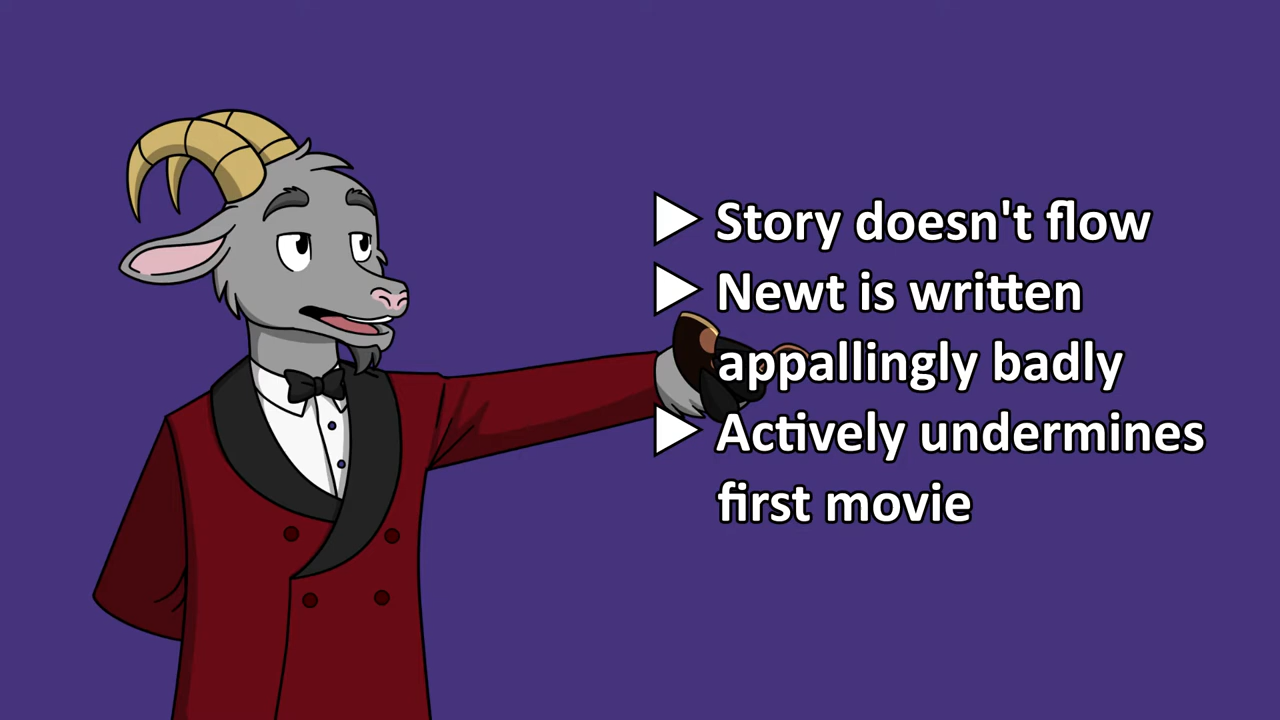 Story doesn't flow
Newt is written
appallingly badly
Actively undermines
first movie